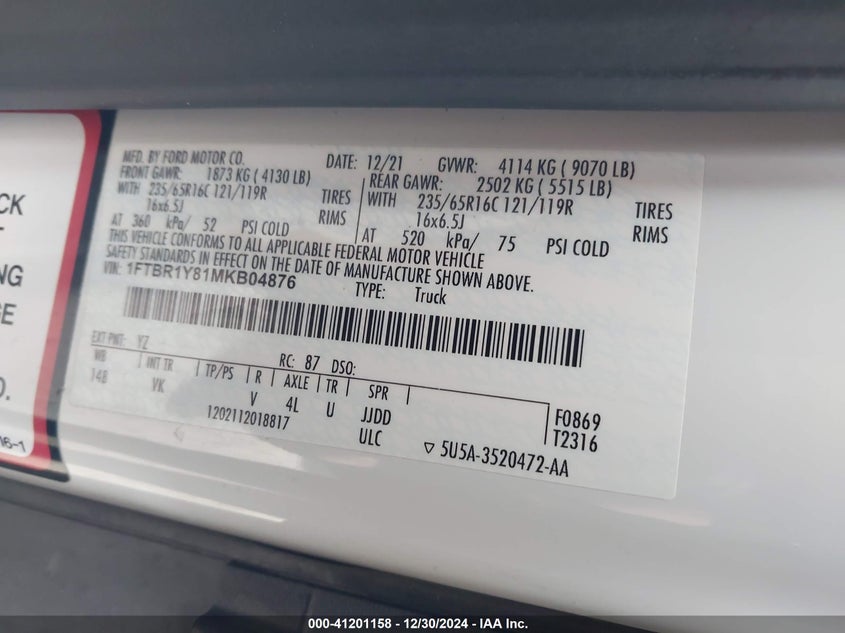 CK
NG
GE
O.
16-1
MFD. BY FORD MOTOR CO.
DATE: 12/21
GVWR: 4114 KG ( 9070 LB)
FRONT GAWR: 1873 KG ( 4130 LB)
REAR GAWR: 2502 KG ( 5515 LB)
WITH 235/65R16C 121/119R TIRES
WITH 235/65R16C 121/119R TIRES
16x6.5J RIMS
16x6.5J RIMS
AT 360 kPa/ 52 PSI COLD
AT 520 kPa/ 75 PSI COLD
THIS VEHICLE CONFORMS TO ALL APPLICABLE FEDERAL MOTOR VEHICLE
SAFETY STANDARDS IN EFFECT ON THE DATE OF MANUFACTURE SHOWN ABOVE.
VIN: 1FTBR1Y81MKB04876
TYPE: Truck
EXT PNT: YZ
RC: 87 DSO:
WB INT TR TP/PS R AXLE TR SPR
148 VK V 4L U JJDD
1202112018817
ULC
F0869
T2316
5U5A-3520472-AA
000-41201158 - 12/30/2024 - IAA Inc.